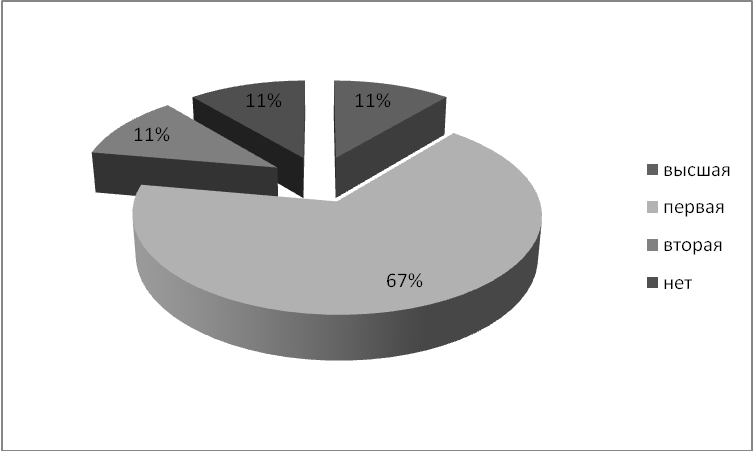 11%
11%
11%
67%
высшая
первая
вторая
нет